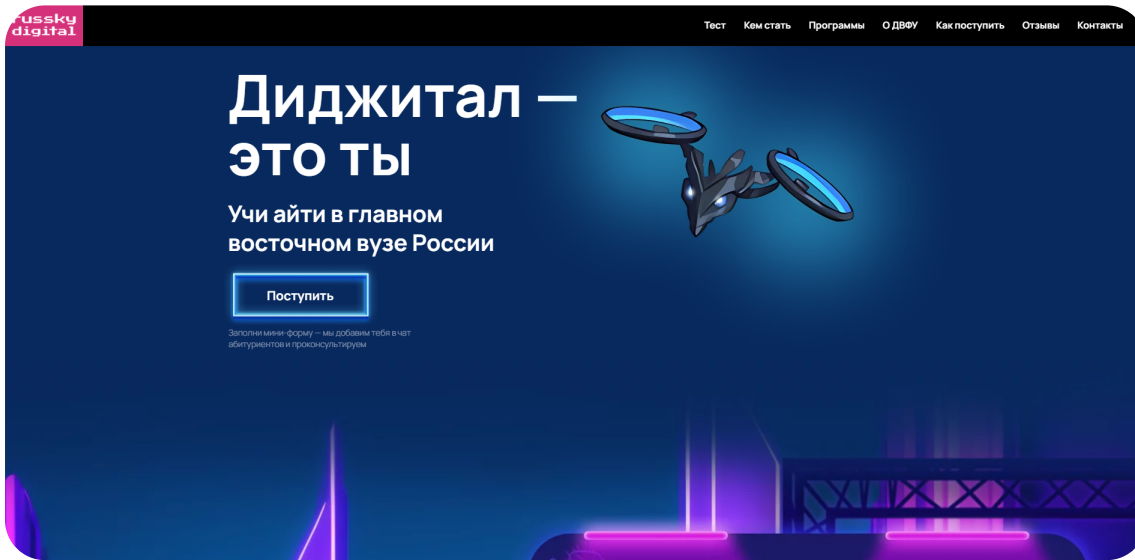 russky
digital
Тест Кем стать Программы О ДВФУ Как поступить Отзывы Контакты
Диджитал —
это ты
Учи айти в главном
восточном вузе России
Поступить
Заполни мини-форму — мы добавим тебя в чат
абитуриентов и проконсультируем